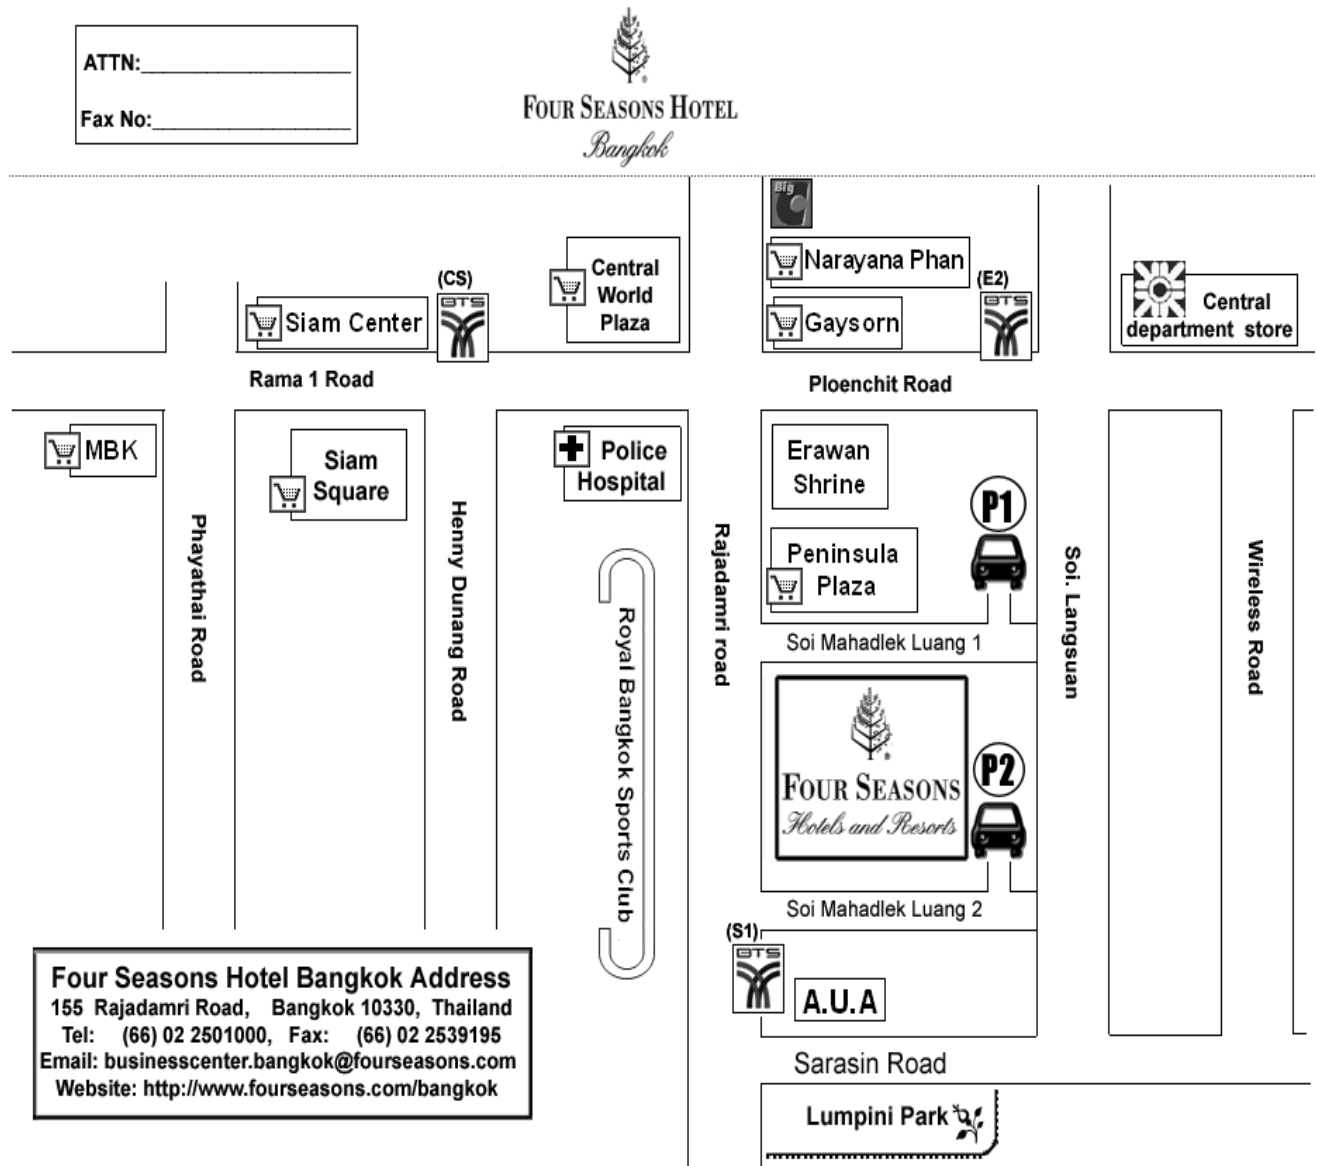 ATTN:___________________
Fax No:__________________
FOUR SEASONS HOTEL
Bangkok
Big
C
Narayana Phan
Gaysorn
(E2)
BTS
Central
World
Plaza
(CS)
BTS
Siam Center
Central
department store
Rama 1 Road
Ploenchit Road
MBK
Siam
Square
Police
Hospital
Erawan
Shrine
P1
Peninsula
Plaza
Phayathai Road
Henny Dunang Road
Royal Bangkok Sports Club
Rajadamri road
Soi. Langsuan
Wireless Road
Soi Mahadlek Luang 1
FOUR SEASONS
Hotels and Resorts
P2
Soi Mahadlek Luang 2
(S1)
BTS
A.U.A
Sarasin Road
Lumpini Park
Four Seasons Hotel Bangkok Address
155 Rajadamri Road, Bangkok 10330, Thailand
Tel: (66) 02 2501000, Fax: (66) 02 2539195
Email: businesscenter.bangkok@fourseasons.com
Website: http://www.fourseasons.com/bangkok